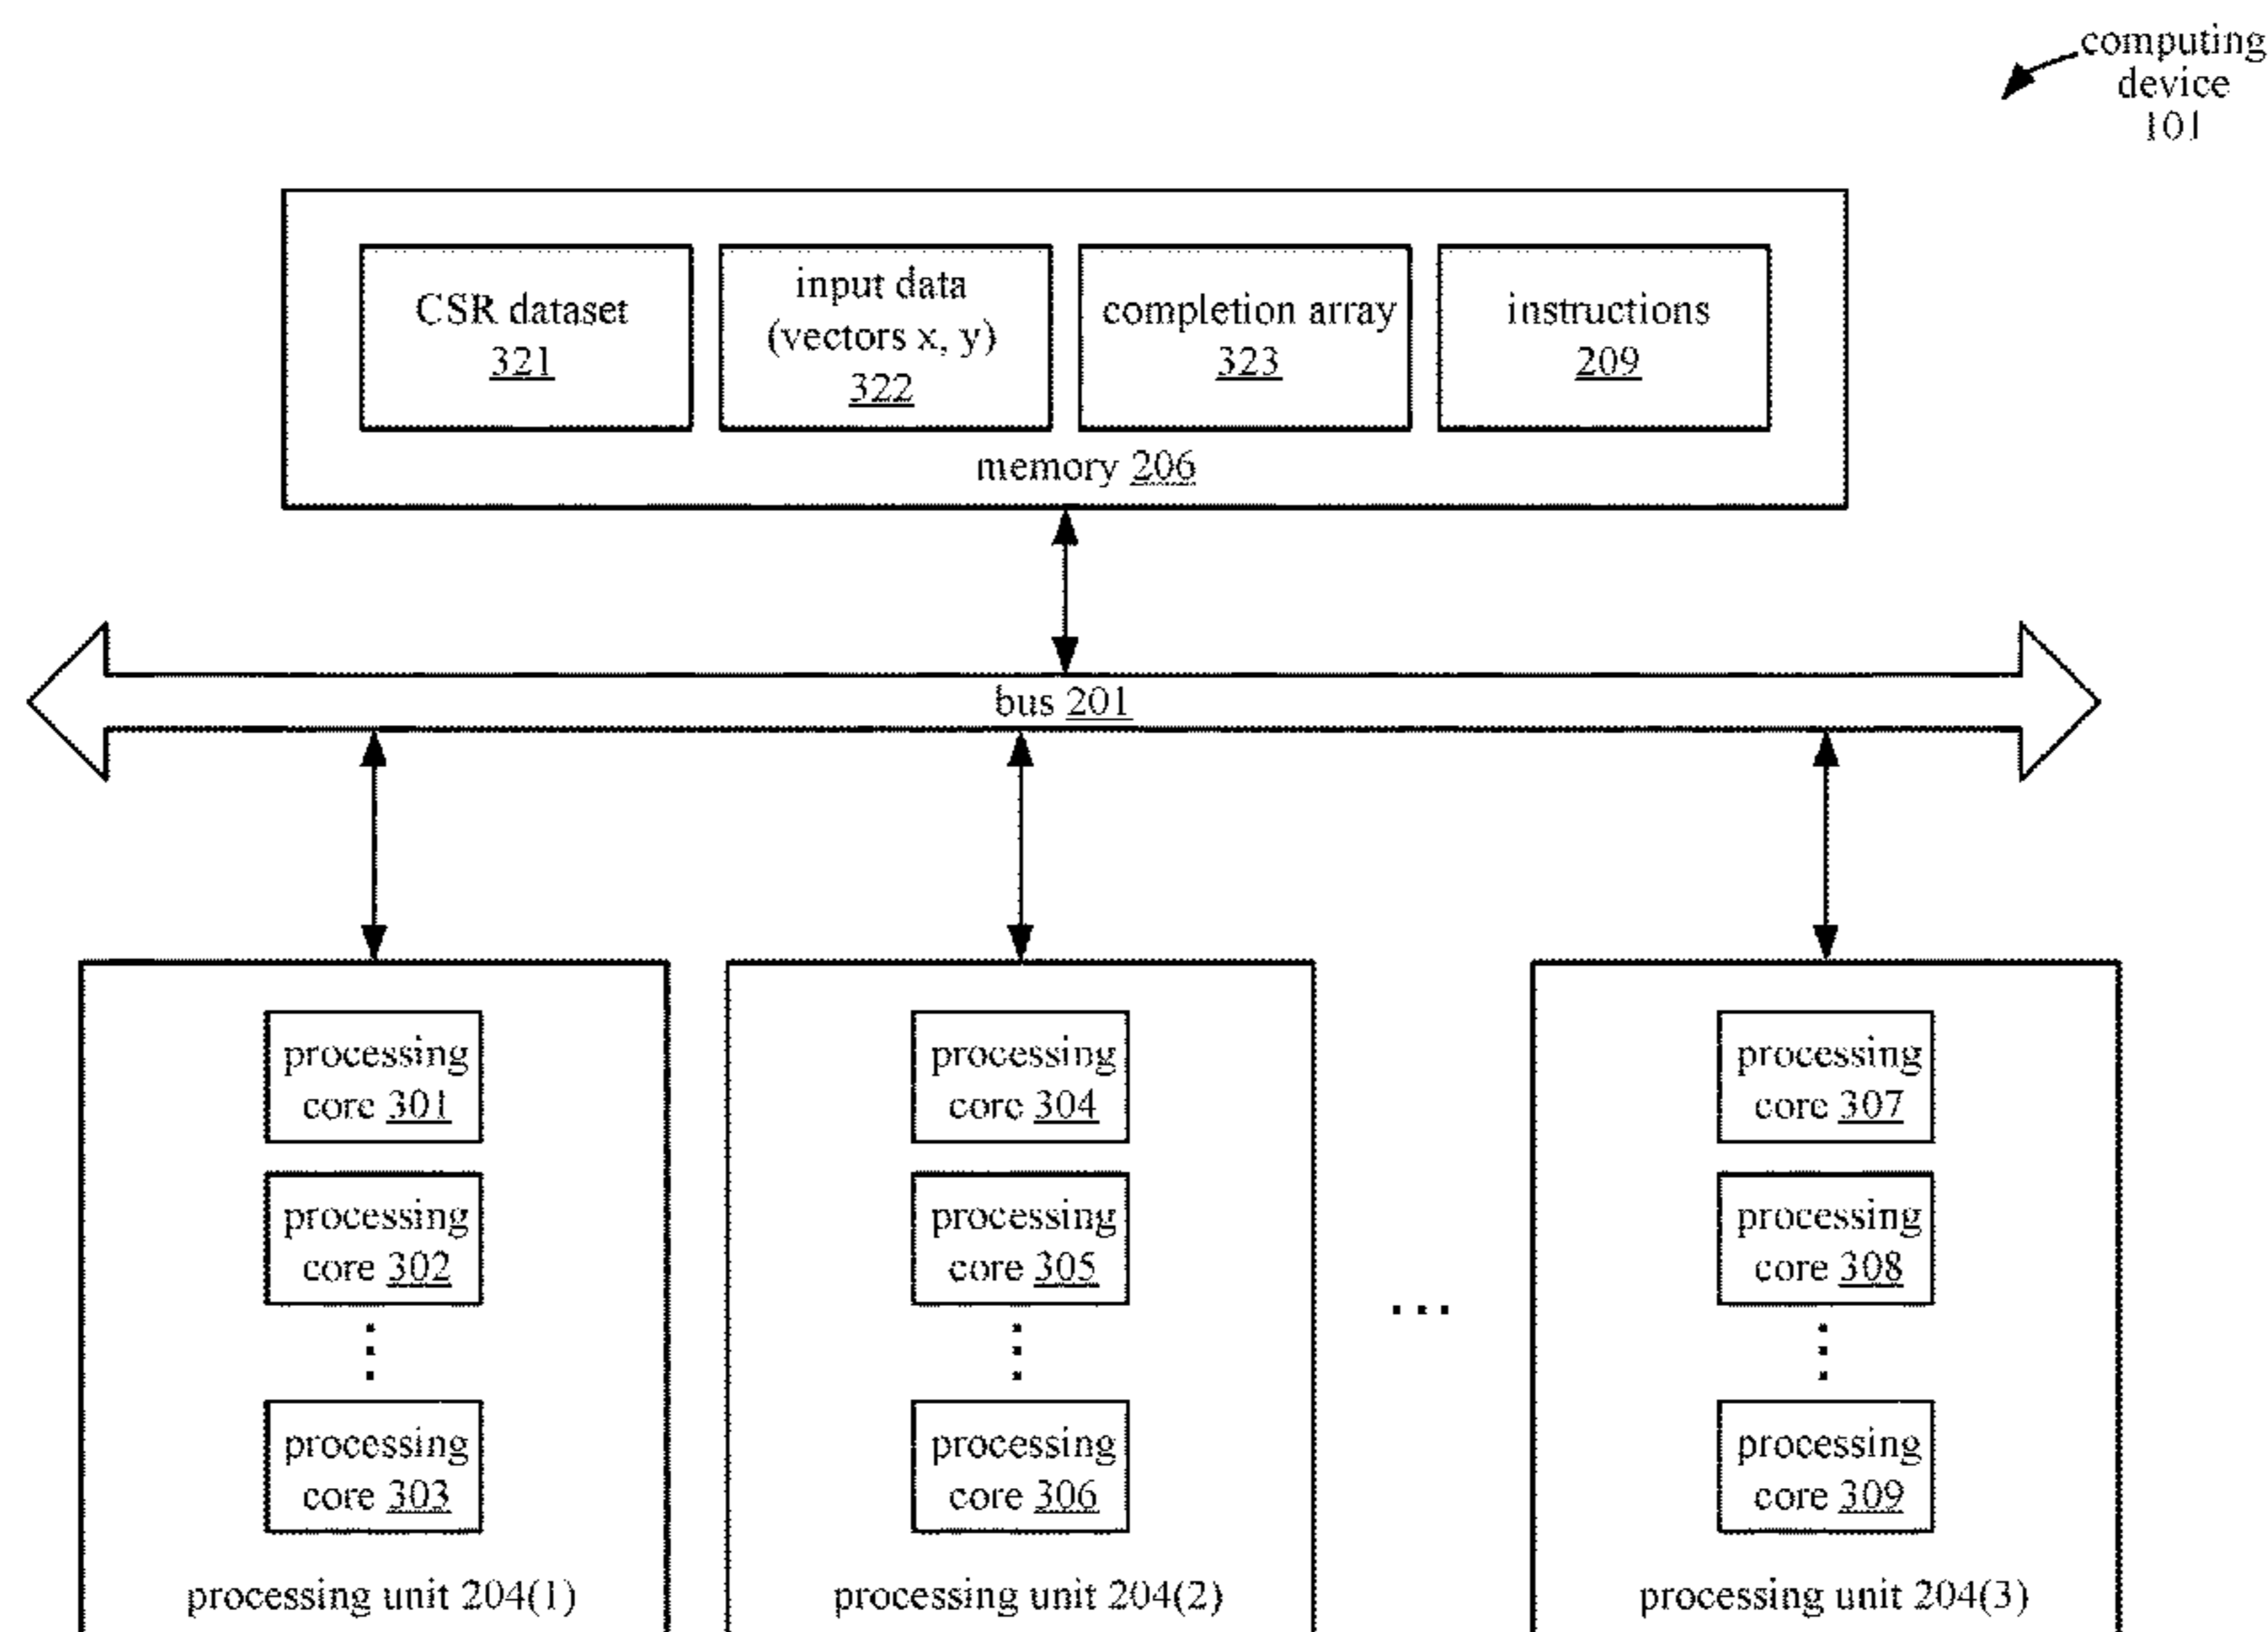 computing
device
101
CSR dataset
321
input data
(vectors x, y)
322
completion array
323
instructions
209
memory 206
bus 201
processing
core 301
processing
core 302
processing
core 303
processing unit 204(1)
processing
core 304
processing
core 305
processing
core 306
processing unit 204(2)
...
processing
core 307
processing
core 308
processing
core 309
processing unit 204(3)